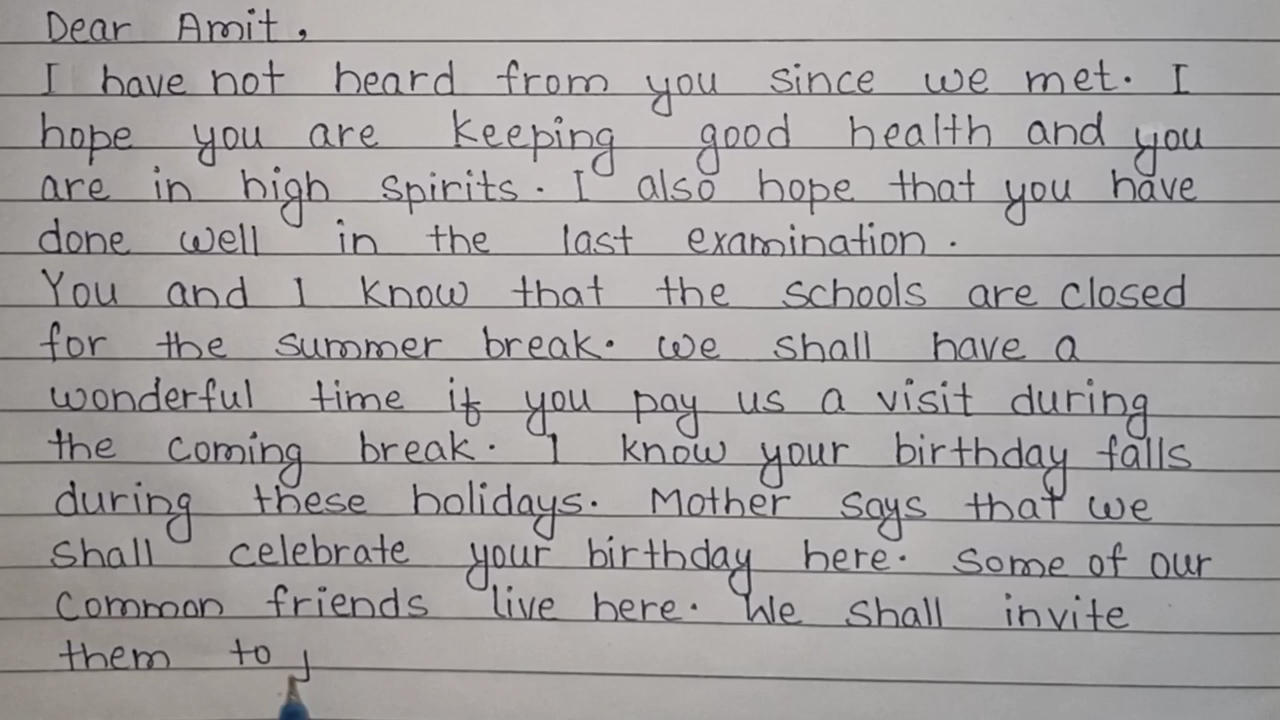 Dear Amit,
I have not heard from you since we met. I
hope you are keeping good health and you
are in high spirits. I also hope that you have
done well in the last examination.
You and I know that the schools are closed
for the summer break. we shall have a
wonderful time if you pay us a visit during
the coming break. I know your birthday falls
during these holidays. Mother says that we
shall celebrate your birthday here. Some of our
common friends live here. We shall invite
them to